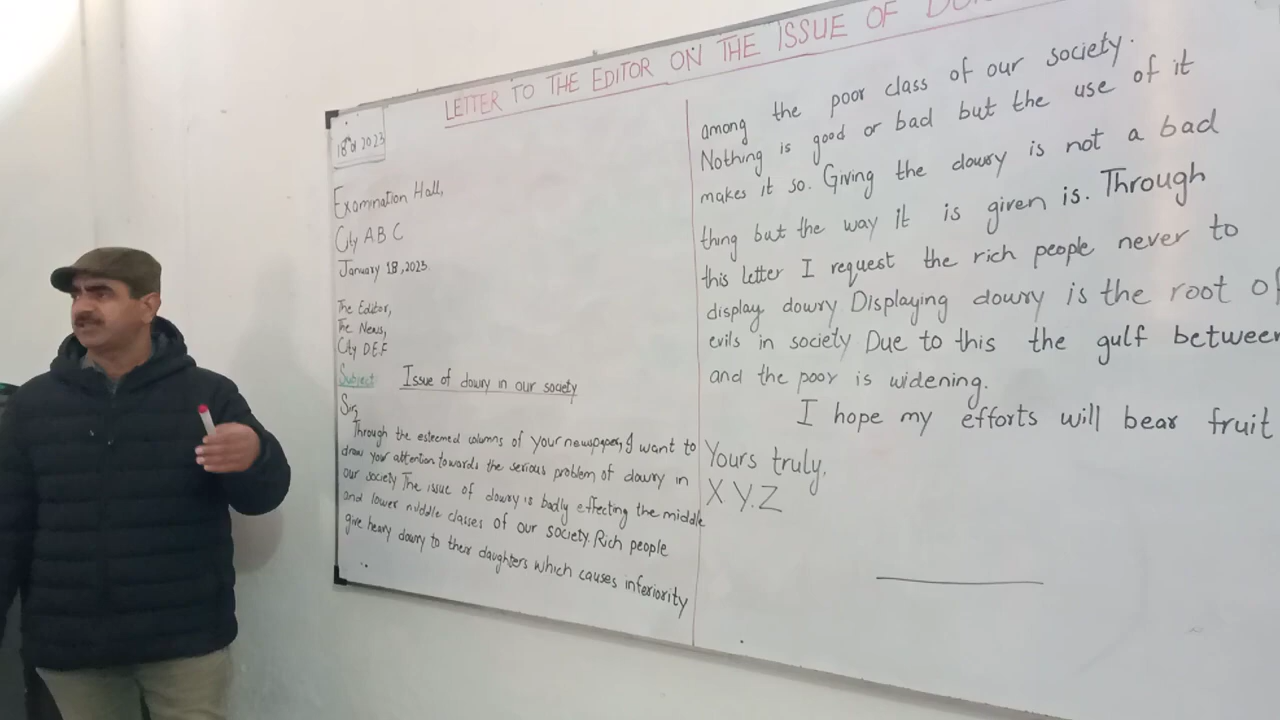 LETTER TO THE EDITOR ON THE ISSUE OF
18th 01 2023
Examination Hall,
City A B C
January 18, 2023.
The Editor,
The News,
City D.E.F
Subject Issue of dowry in our society
Sir,
Through the esteemed columns of your newspaper, I want to
draw your attention towards the serious problem of dowry in
our society The issue of dowry is badly effecting the middle
and lower middle classes of our society. Rich people
give heavy dowry to their daughters which causes inferiority
among the poor class of our society.
Nothing is good or bad but the use of it
makes it so. Giving the dowry is not a bad
thing but the way it is given is. Through
this letter I request the rich people never to
display dowry Displaying dowry is the root of
evils in society Due to this the gulf between
and the poor is widening.
I hope my efforts will bear fruit
Yours truly,
X Y. Z